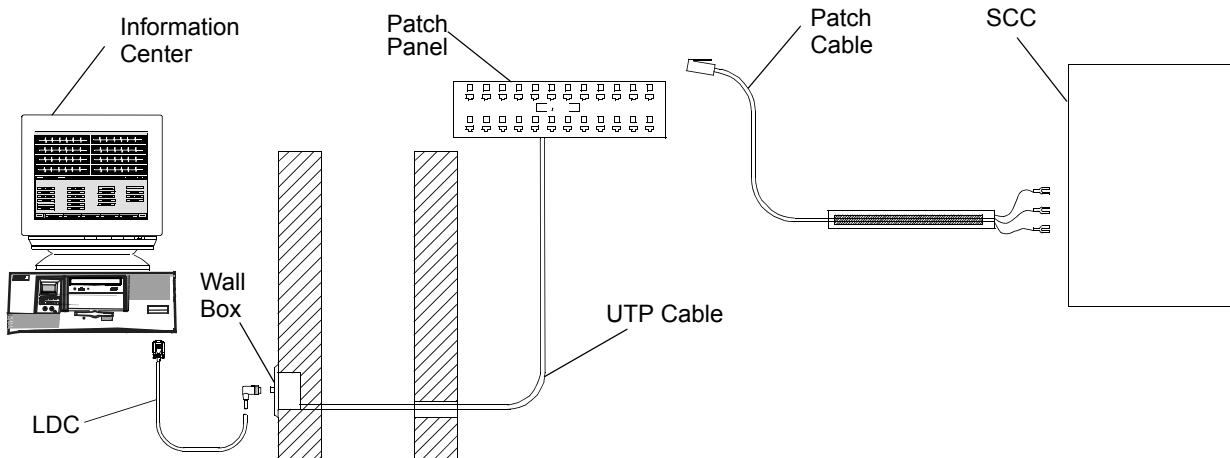 Information
Center
Patch
Panel
Patch
Cable
SCC
Wall
Box
UTP Cable
LDC